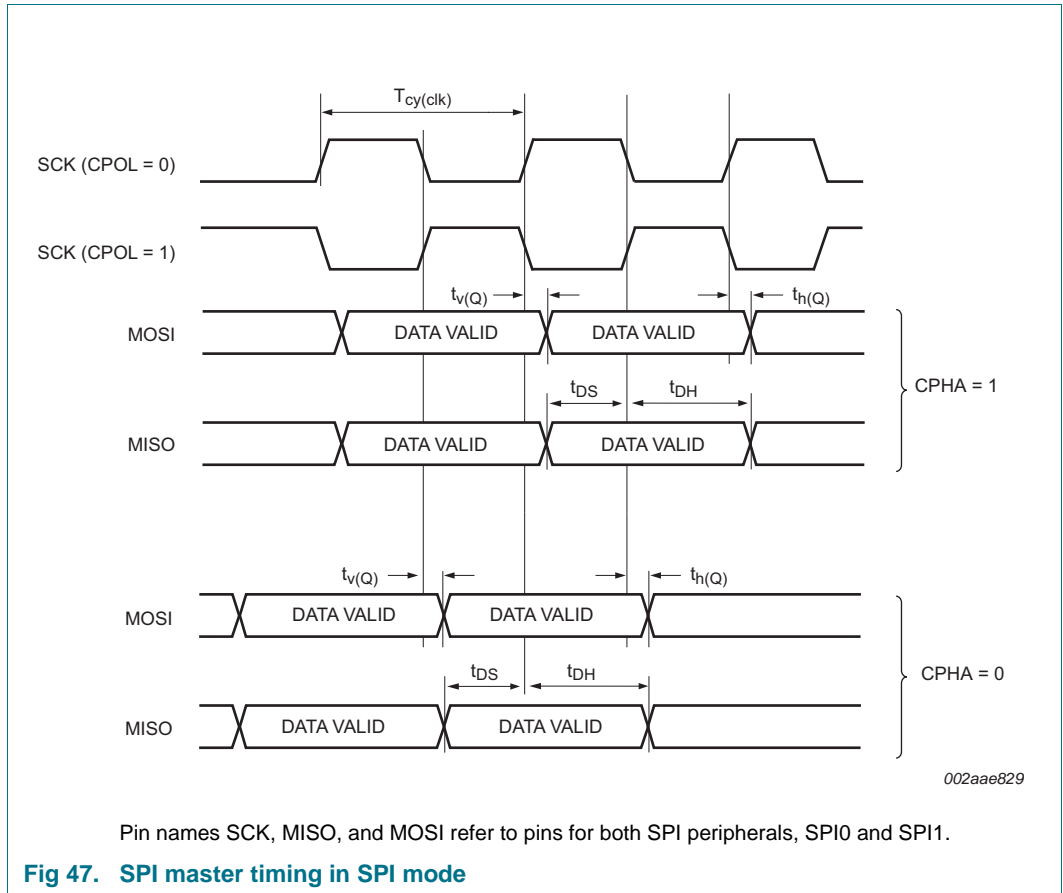 Tcy(clk)
SCK (CPOL = 0)
SCK (CPOL = 1)
tv(Q)
th(Q)
MOSI
DATA VALID
DATA VALID
tDS
tDH
CPHA = 1
MISO
DATA VALID
DATA VALID
tv(Q)
th(Q)
MOSI
DATA VALID
DATA VALID
tDS
tDH
CPHA = 0
MISO
DATA VALID
DATA VALID
002aae829
Pin names SCK, MISO, and MOSI refer to pins for both SPI peripherals, SPI0 and SPI1.
Fig 47. SPI master timing in SPI mode